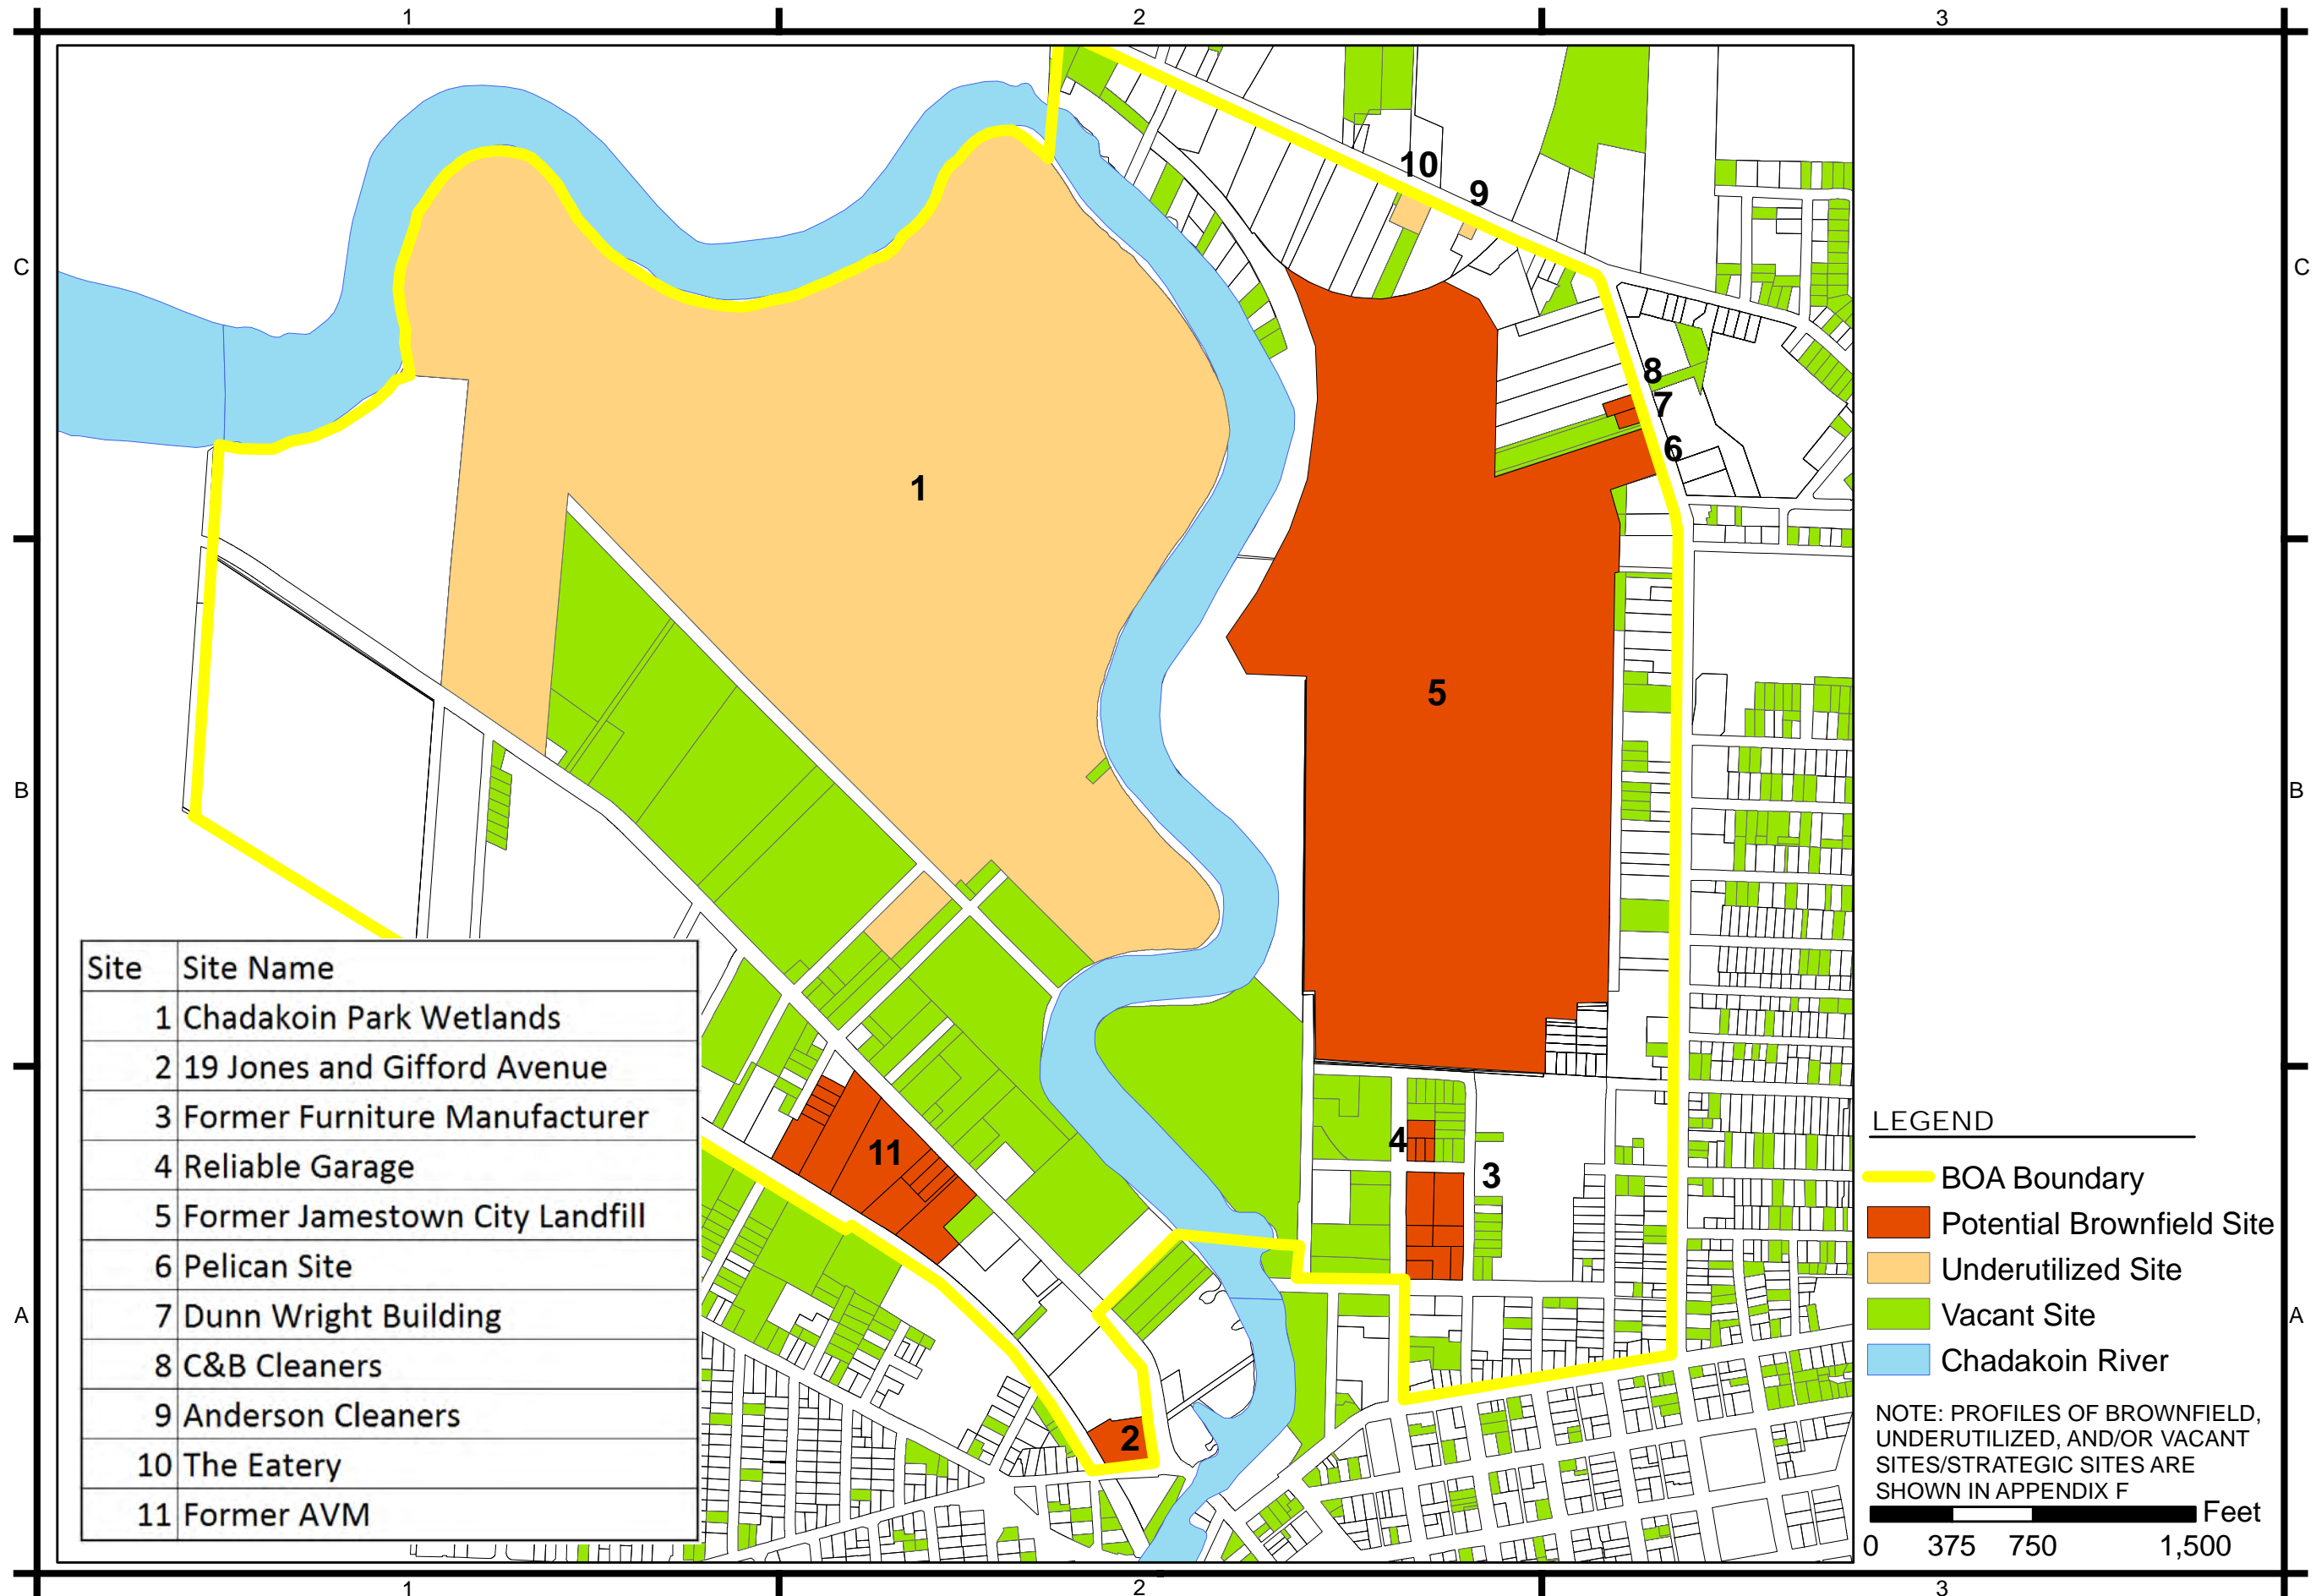 1 2 3
10
9
C C
8
7
1 6
5
B B
Site Site Name
1 Chadakoin Park Wetlands
2 19 Jones and Gifford Avenue
3 Former Furniture Manufacturer
4 Reliable Garage
5 Former Jamestown City Landfill
6 Pelican Site
7 Dunn Wright Building
8 C&B Cleaners
9 Anderson Cleaners
10 The Eatery
11 Former AVM
4
11
3
2
A A
LEGEND
BOA Boundary
Potential Brownfield Site
Underutilized Site
Vacant Site
Chadakoin River
NOTE: PROFILES OF BROWNFIELD,
UNDERUTILIZED, AND/OR VACANT
SITES/STRATEGIC SITES ARE
SHOWN IN APPENDIX F
Feet
0 375 750 1,500
1 2 3